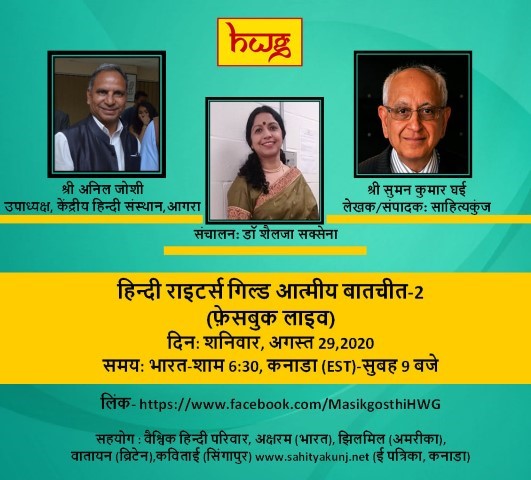 hwg
श्री अनिल जोशी
उपाध्यक्ष, केंद्रीय हिन्दी संस्थान,आगरा
श्री सुमन कुमार घई
लेखक/संपादक: साहित्यकुंज
संचालन: डॉ शैलजा सक्सेना
हिन्दी राइटर्स गिल्ड आत्मीय बातचीत-2
(फ़ेसबुक लाइव)
दिन: शनिवार, अगस्त 29,2020
समय: भारत-शाम 6:30, कनाडा (EST)-सुबह 9 बजे
लिंक- https://www.facebook.com/MasikgosthiHWG
सहयोग : वैश्विक हिन्दी परिवार, अक्षरम (भारत), झिलमिल (अमरीका),
वातायन (ब्रिटेन),कविताई (सिंगापुर) www.sahityakunj.net (ई पत्रिका, कनाडा)